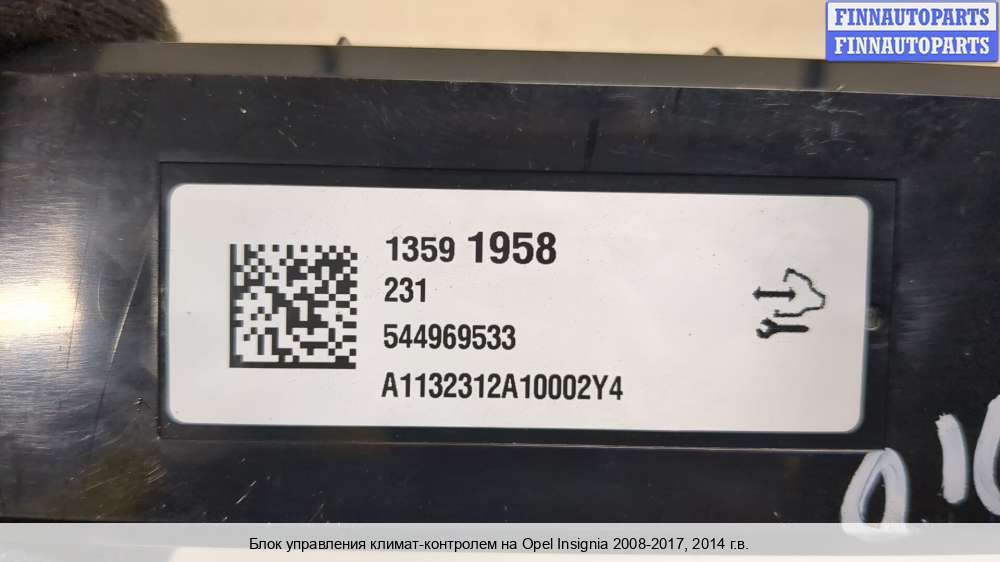 FINNAUTOPARTS
FINNAUTOPARTS
1359 1958
231
544969533
A1132312A10002Y4
Блок управления климат-контролем на Opel Insignia 2008-2017, 2014 г.в.